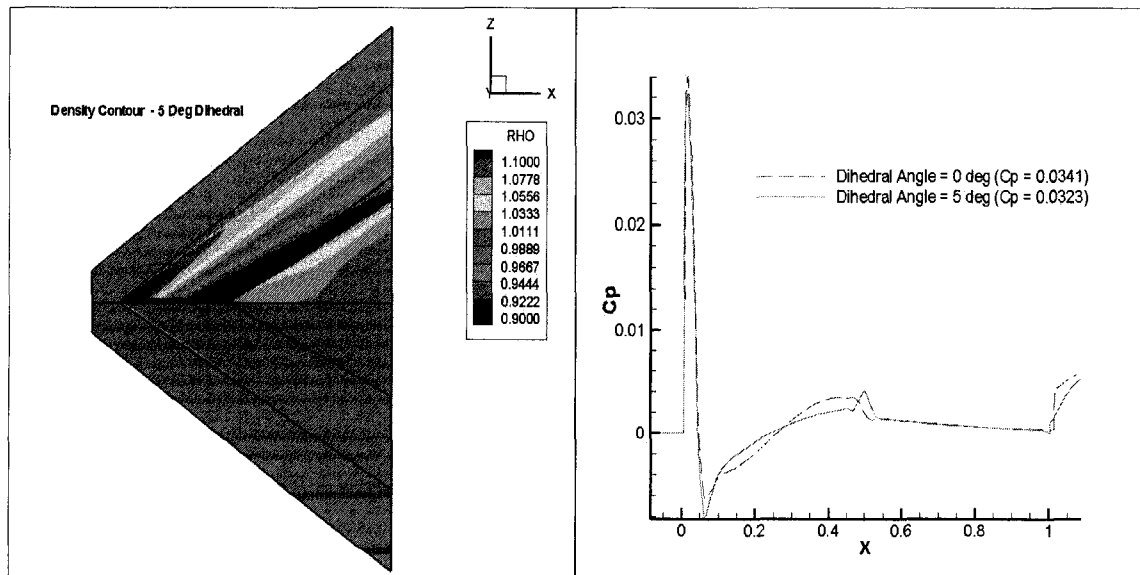 Z
Y
X
Density Contour - 5 Deg Dihedral
RHO
1.1000
1.0778
1.0556
1.0333
1.0111
0.9889
0.9667
0.9444
0.9222
0.9000
0.03
0.02
0.01
0
Cp
Dihedral Angle = 0 deg (Cp = 0.0341)
Dihedral Angle = 5 deg (Cp = 0.0323)
0 0.2 0.4 0.6 0.8 1
X